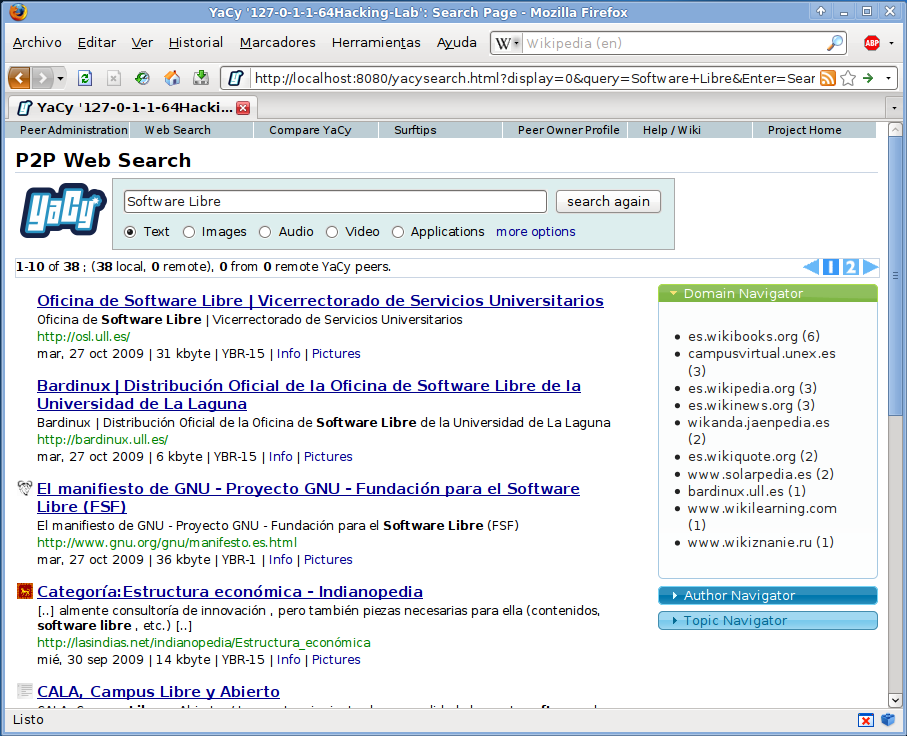 YaCy '127-0-1-1-64Hacking-Lab': Search Page - Mozilla Firefox
Archivo Editar Ver Historial Marcadores Herramientas Ayuda W Wikipedia (en) ABP
http://localhost:8080/yacysearch.html?display=0&query=Software+Libre&Enter=Sear
YaCy '127-0-1-1-64Hacki...
Peer Administration Web Search Compare YaCy Surftips Peer Owner Profile Help / Wiki Project Home
P2P Web Search
YaCy
Software Libre search again
Text Images Audio Video Applications more options
1-10 of 38 ; (38 local, 0 remote), 0 from 0 remote YaCy peers. 1 2
Oficina de Software Libre | Vicerrectorado de Servicios Universitarios
Oficina de Software Libre | Vicerrectorado de Servicios Universitarios
http://osl.ull.es/
mar, 27 oct 2009 | 31 kbyte | YBR-15 | Info | Pictures
Bardinux | Distribución Oficial de la Oficina de Software Libre de la
Universidad de La Laguna
Bardinux | Distribución Oficial de la Oficina de Software Libre de la Universidad de La Laguna
http://bardinux.ull.es/
mar, 27 oct 2009 | 6 kbyte | YBR-15 | Info | Pictures
El manifiesto de GNU - Proyecto GNU - Fundación para el Software
Libre (FSF)
El manifiesto de GNU - Proyecto GNU - Fundación para el Software Libre (FSF)
http://www.gnu.org/gnu/manifesto.es.html
mar, 27 oct 2009 | 36 kbyte | YBR-1 | Info | Pictures
Categoría:Estructura económica - Indianopedia
[..] almente consultoría de innovación , pero también piezas necesarias para ella (contenidos,
software libre , etc.) [..]
http://lasindias.net/indianopedia/Estructura_económica
mié, 30 sep 2009 | 14 kbyte | YBR-15 | Info | Pictures
CALA, Campus Libre y Abierto
Domain Navigator
es.wikibooks.org (6)
campusvirtual.unex.es
(3)
es.wikipedia.org (3)
es.wikinews.org (3)
wikanda.jaenpedia.es
(2)
es.wikiquote.org (2)
www.solarpedia.es (2)
bardinux.ull.es (1)
www.wikilearning.com
(1)
www.wikiznanie.ru (1)
Author Navigator
Topic Navigator
Listo